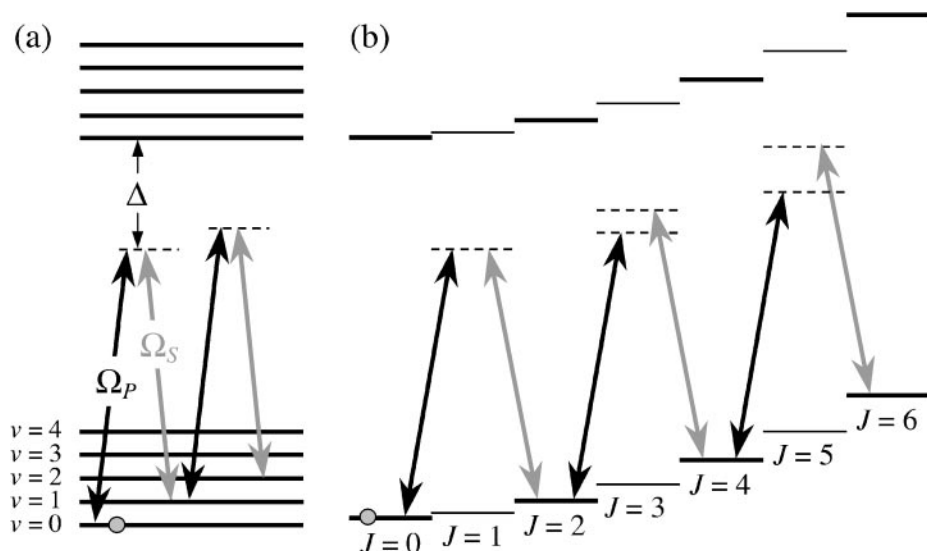 (a)
Δ
Ω_S
Ω_P
v = 4
v = 3
v = 2
v = 1
v = 0
(b)
J = 6
J = 5
J = 4
J = 3
J = 2
J = 1
J = 0